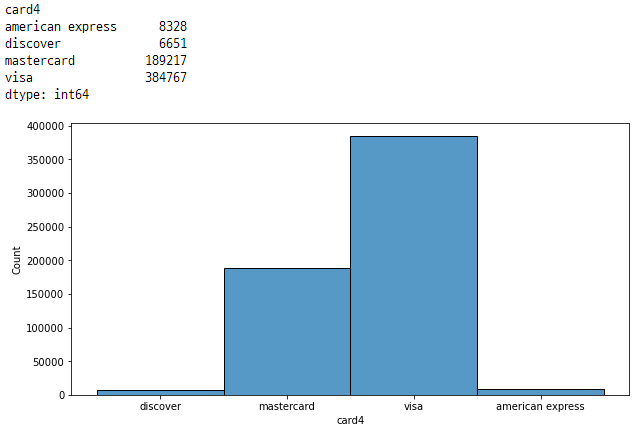 card4
american express 8328
discover 6651
mastercard 189217
visa 384767
dtype: int64
400000
350000
300000
250000
200000
150000
100000
50000
0
Count
discover mastercard visa american express
card4